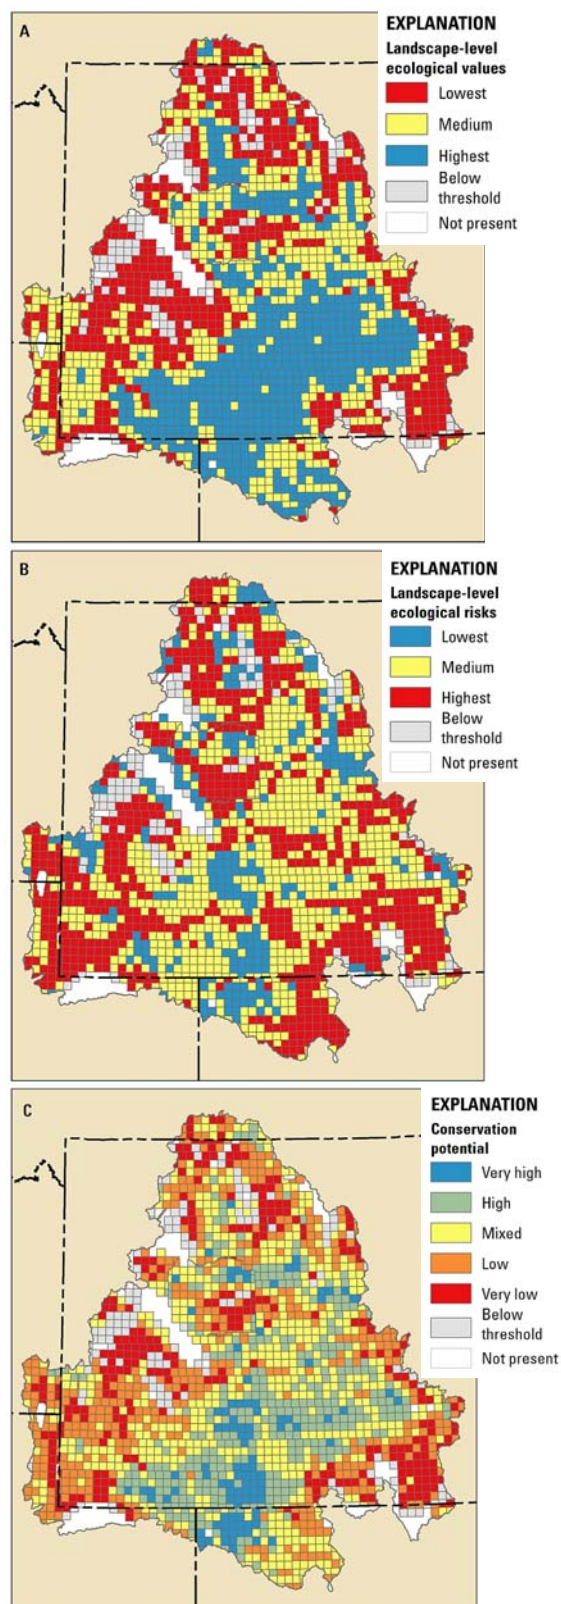 A
EXPLANATION
Landscape-level
ecological values
Lowest
Medium
Highest
Below
threshold
Not present
B
EXPLANATION
Landscape-level
ecological risks
Lowest
Medium
Highest
Below
threshold
Not present
C
EXPLANATION
Conservation
potential
Very high
High
Mixed
Low
Very low
Below
threshold
Not present